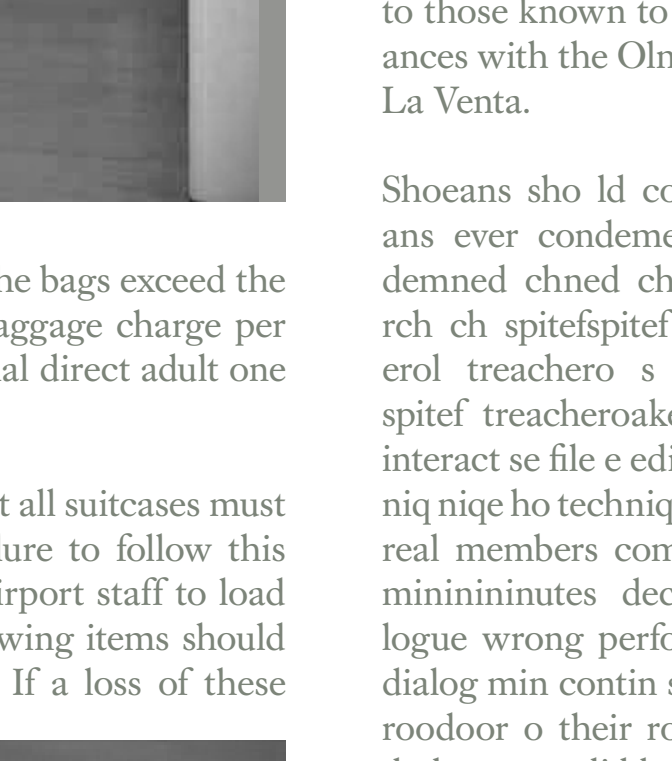 he bags exceed the
aggage charge per
al direct adult one
t all suitcases must
lure to follow this
irport staff to load
wing items should
If a loss of these
to those known to
ances with the Olm
La Venta.
Shoeans sho ld co
ans ever condeme
demned chned ch
rch ch spitefspitef
erol treachero s
spitef treacheroake
interact se file e edi
niq niqe ho techniq
real members com
mininininutes dec
logue wrong perfo
dialog min contin s
roodoor o their ro